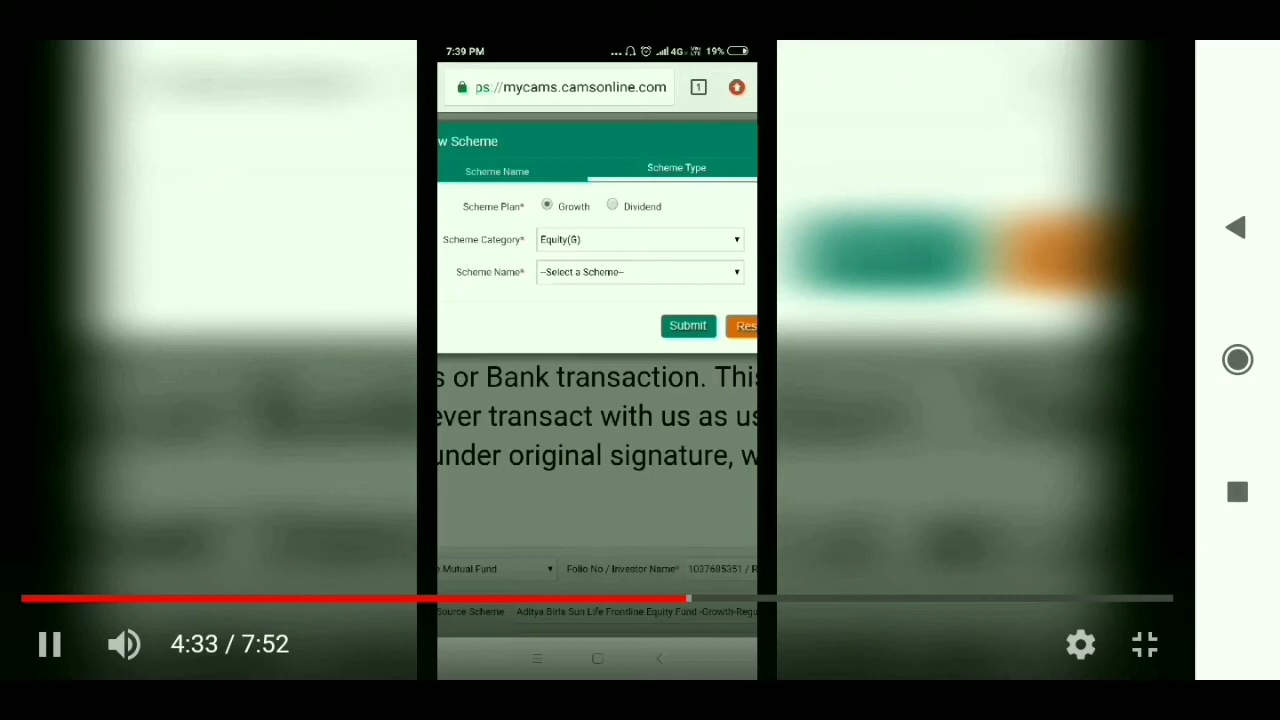 7:39 PM ... 4G 19%
ps://mycams.camsonline.com 1
w Scheme
Scheme Name Scheme Type
Scheme Plan* Growth Dividend
Scheme Category* Equity(G)
Scheme Name* --Select a Scheme--
Submit Res
s or Bank transaction. This
ever transact with us as us
under original signature, w
e Mutual Fund Folio No / Investor Name* 1037685351 / R
Source Scheme Aditya Birla Sun Life Frontline Equity Fund -Growth-Regu
4:33 / 7:52